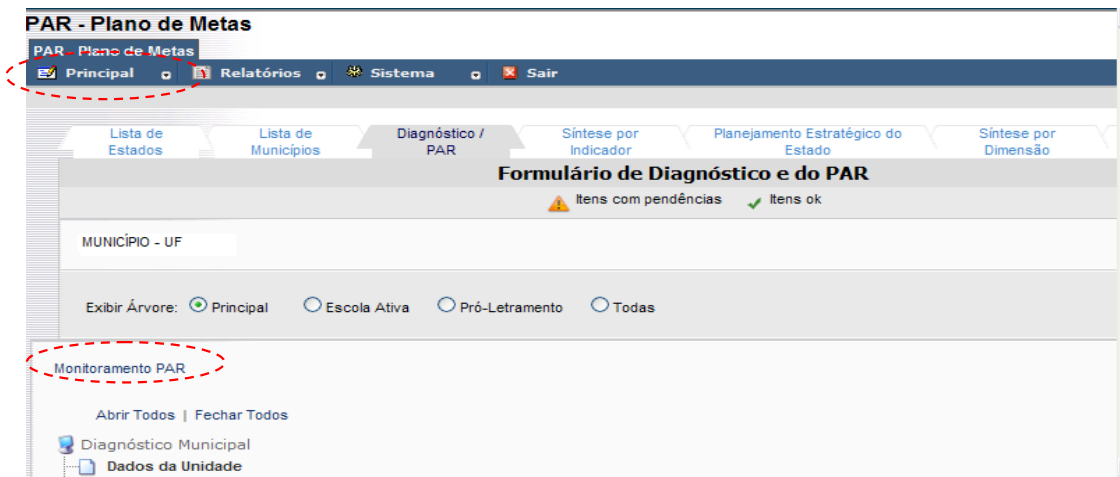 PAR - Plano de Metas
PAR - Plano de Metas
Principal Relatórios Sistema Sair
Lista de Estados Lista de Municípios Diagnóstico / PAR Síntese por Indicador Planejamento Estratégico do Estado Síntese por Dimensão
Formulário de Diagnóstico e do PAR
Itens com pendências Itens ok
MUNICÍPIO - UF
Exibir Árvore: Principal Escola Ativa Pró-Letramento Todas
Monitoramento PAR
Abrir Todos | Fechar Todos
Diagnóstico Municipal
Dados da Unidade